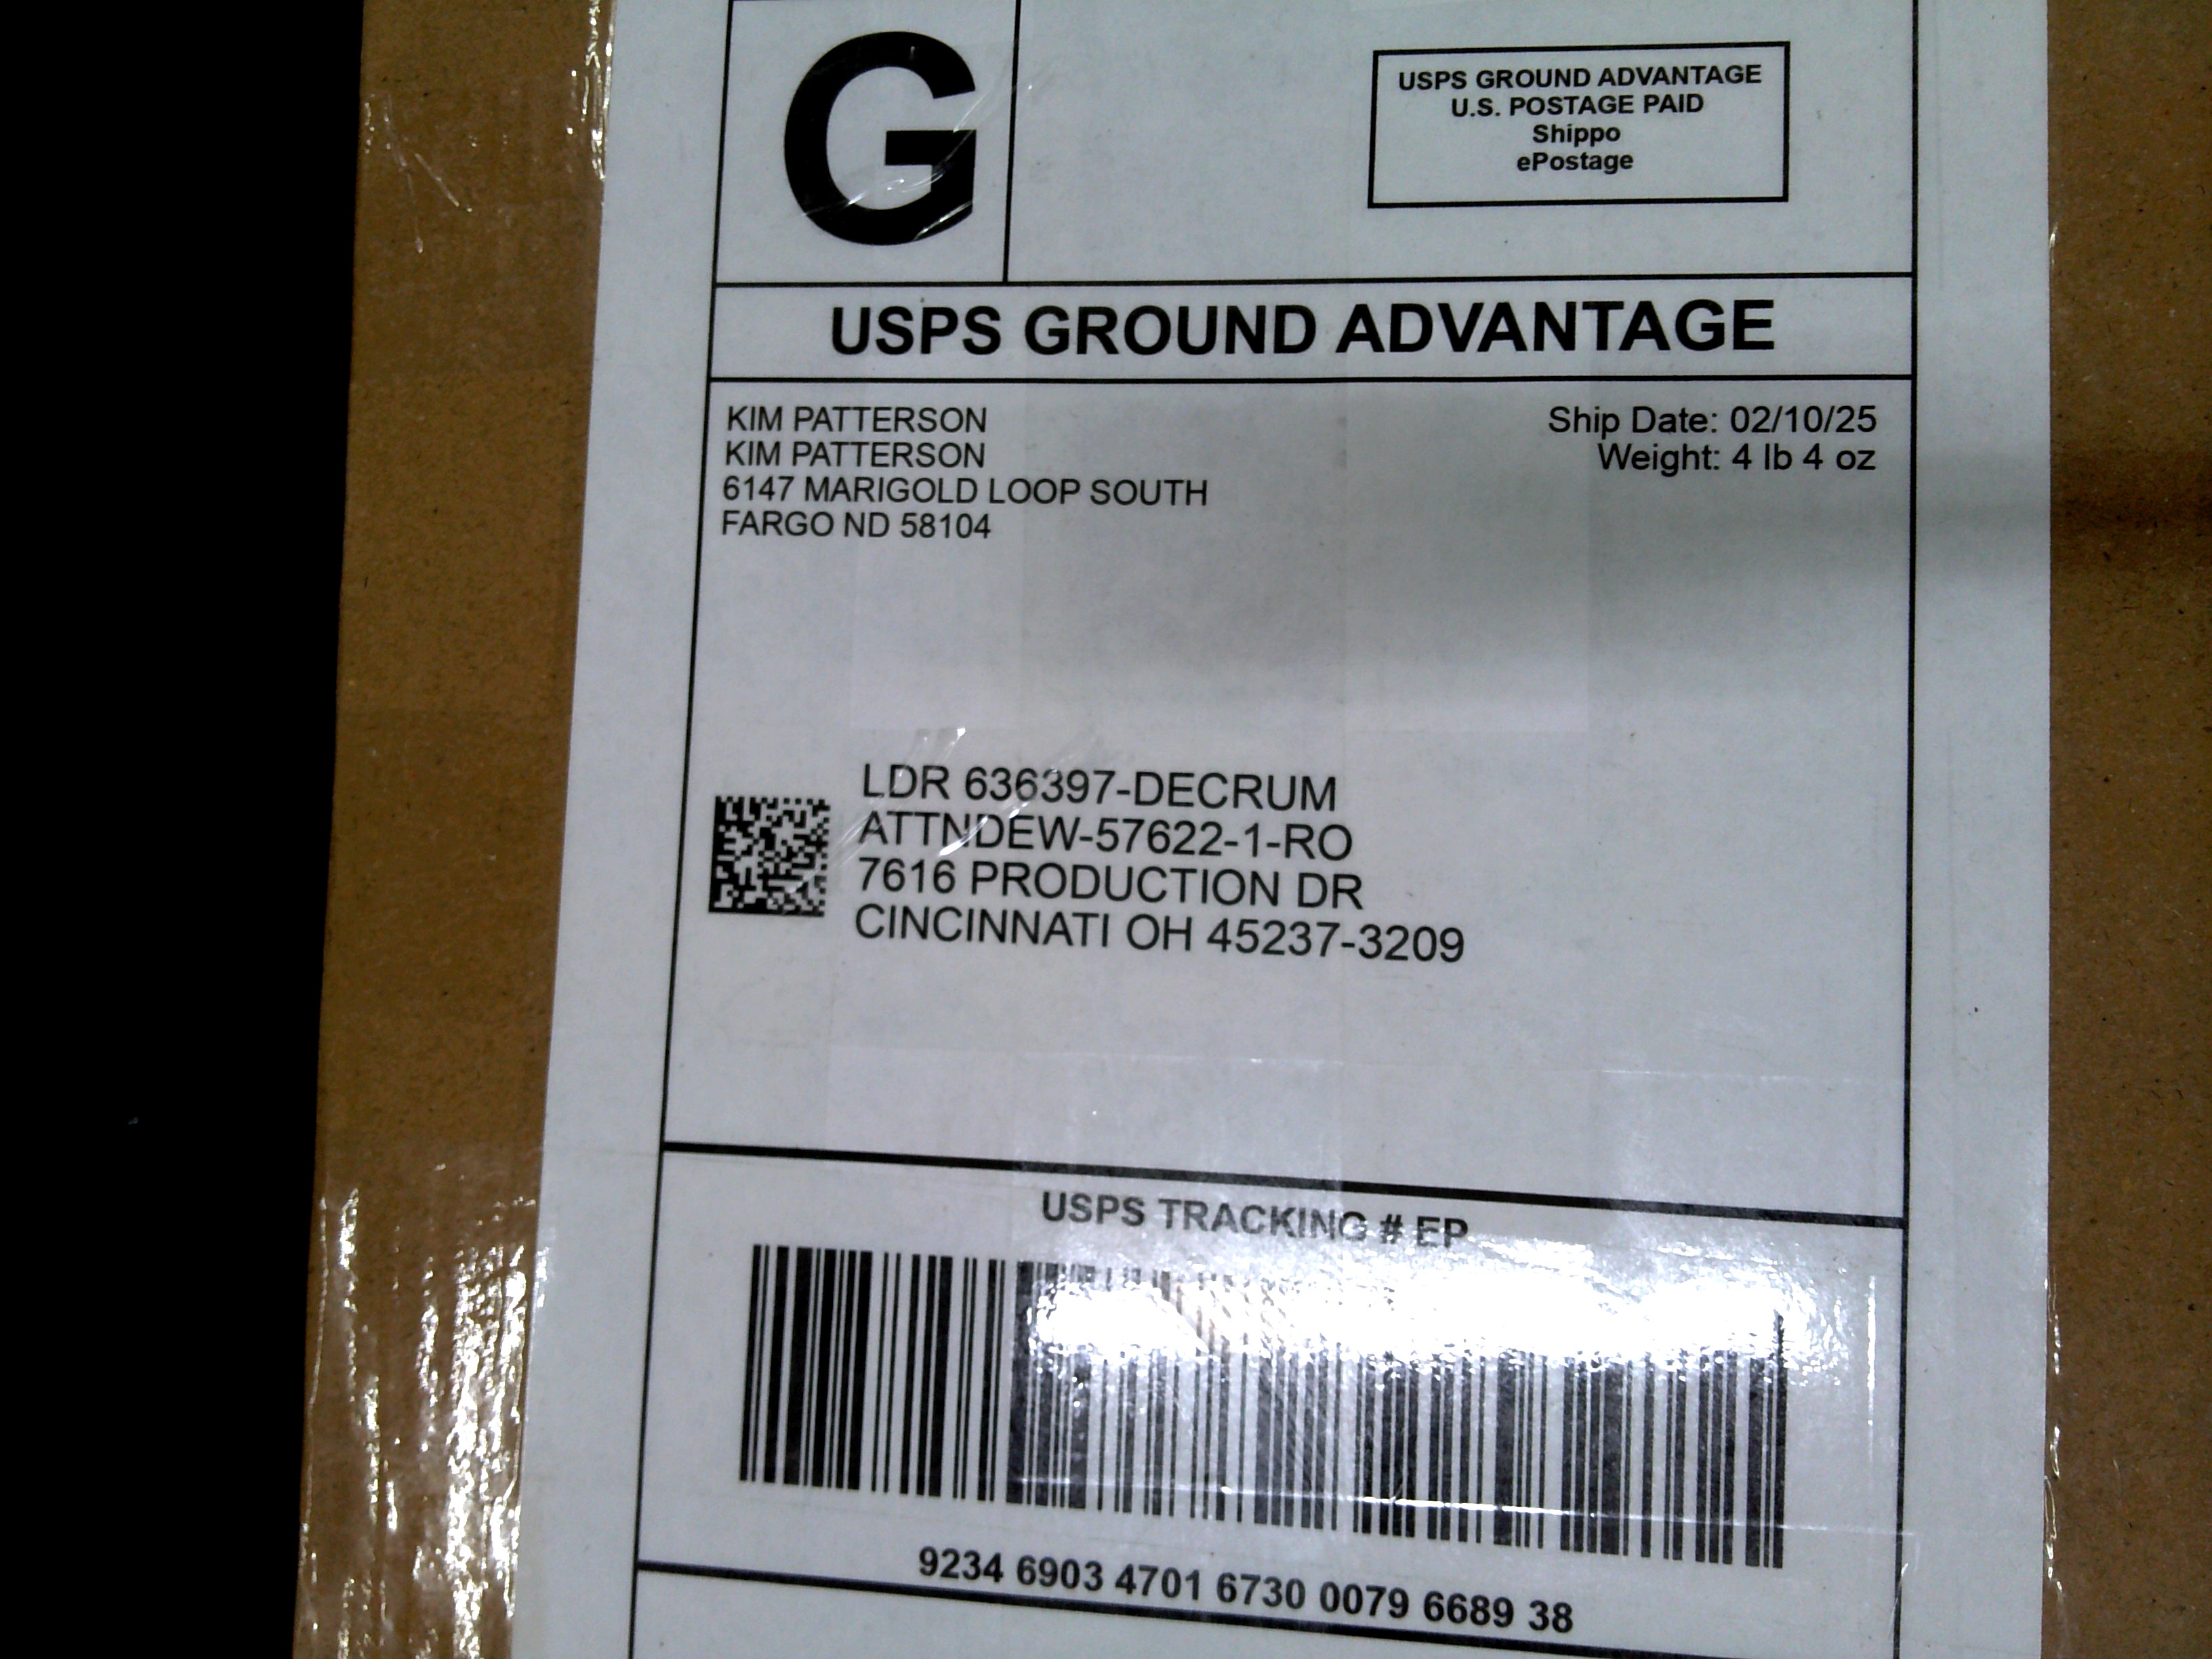 G
USPS GROUND ADVANTAGE
U.S. POSTAGE PAID
Shippo
ePostage
USPS GROUND ADVANTAGE
KIM PATTERSON
KIM PATTERSON
6147 MARIGOLD LOOP SOUTH
FARGO ND 58104
Ship Date: 02/10/25
Weight: 4 lb 4 oz
LDR 636397-DECRUM
ATTNDEW-57622-1-RO
7616 PRODUCTION DR
CINCINNATI OH 45237-3209
USPS TRACKING # EP
9234 6903 4701 6730 0079 6689 38